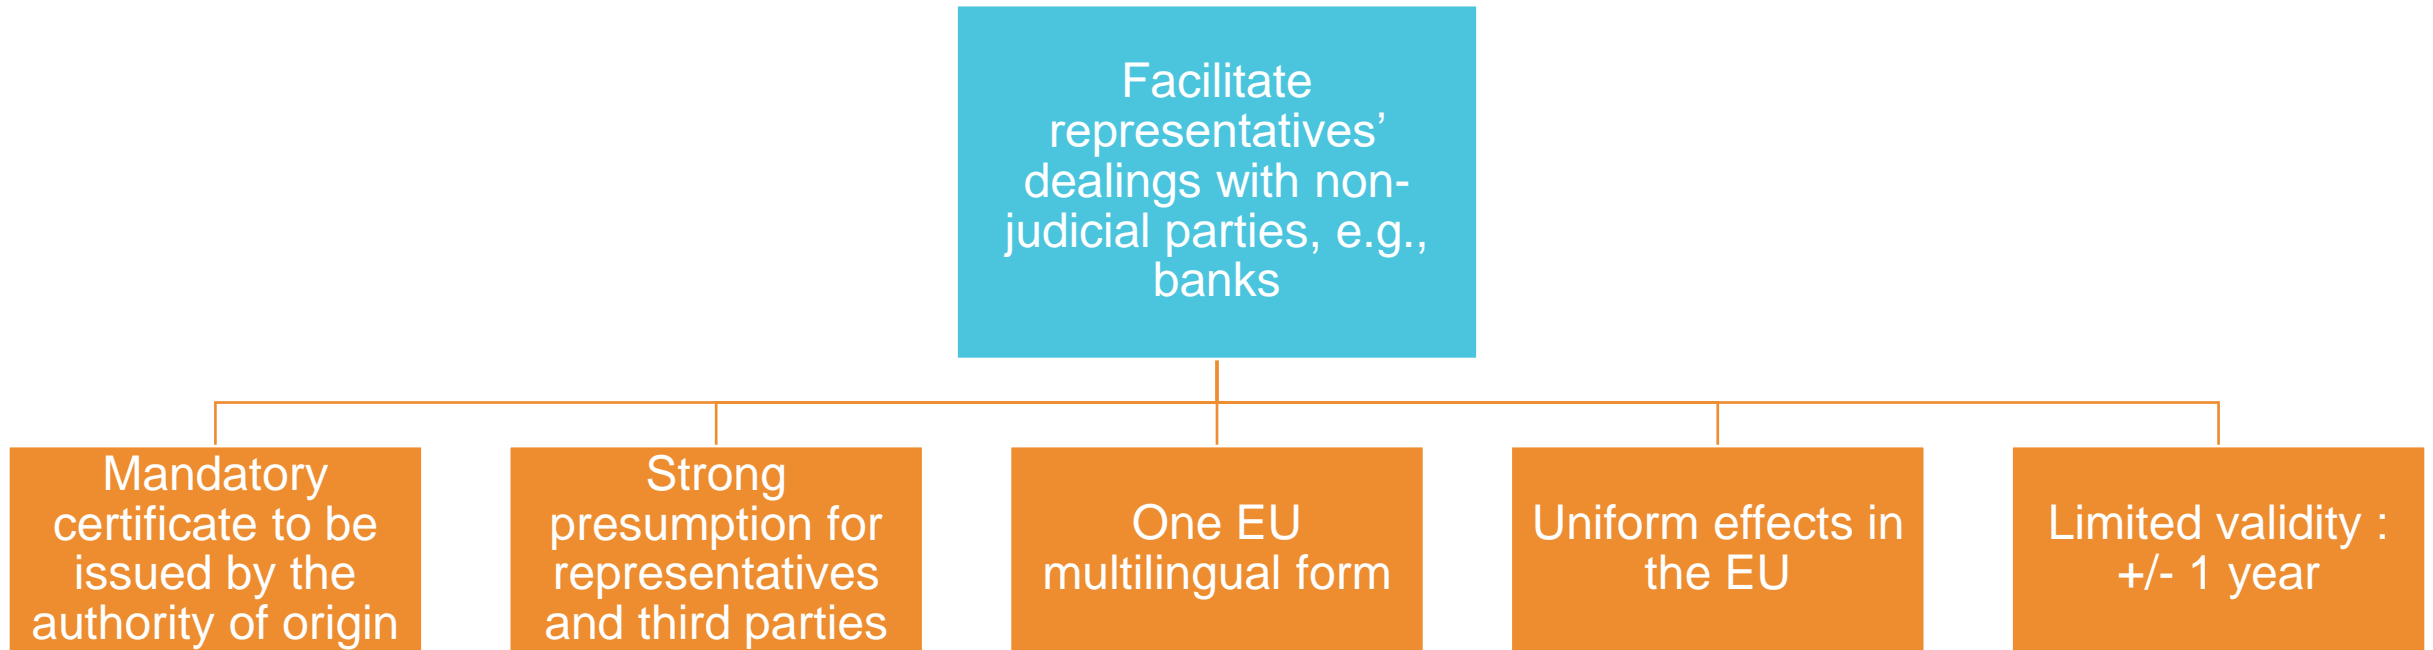 Facilitate
representatives’
dealings with non-
judicial parties, e.g.,
banks
Mandatory
certificate to be
issued by the
authority of origin
Strong
presumption for
representatives
and third parties
One EU
multilingual form
Uniform effects in
the EU
Limited validity :
+/- 1 year